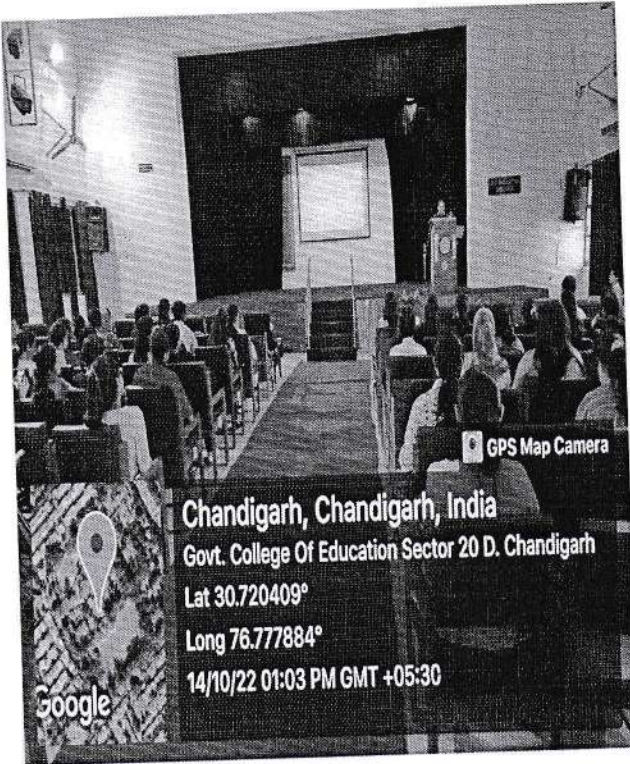 GPS Map Camera
Chandigarh, Chandigarh, India
Govt. College Of Education Sector 20 D. Chandigarh
Lat 30.720409°
Long 76.777884°
14/10/22 01:03 PM GMT +05:30
Google